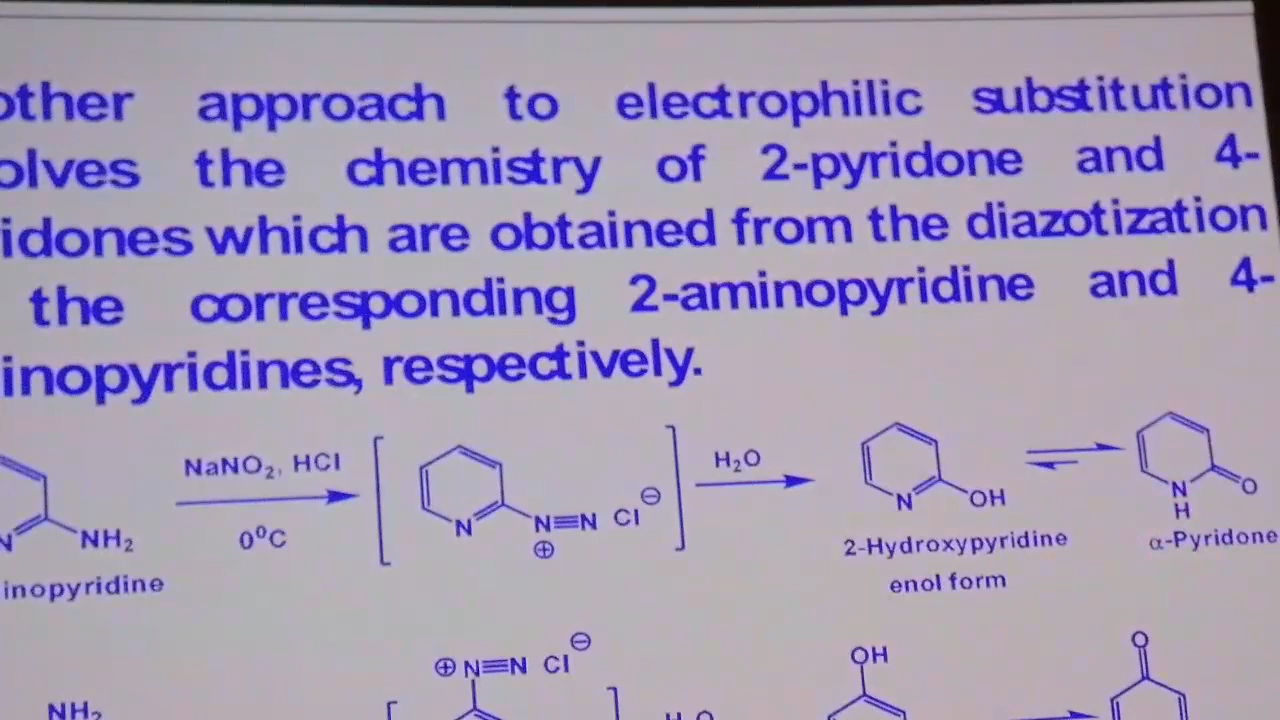 other approach to electrophilic substitution
olves the chemistry of 2-pyridone and 4-
idones which are obtained from the diazotization
the corresponding 2-aminopyridine and 4-
inopyridines, respectively.
NaNO2, HCl
H2O
N NH2 0°C N N≡N Cl ⊖ ⊕ N OH N H O
inopyridine 2-Hydroxypyridine α-Pyridone
enol form
⊕ N≡N Cl ⊖ OH O
NH2